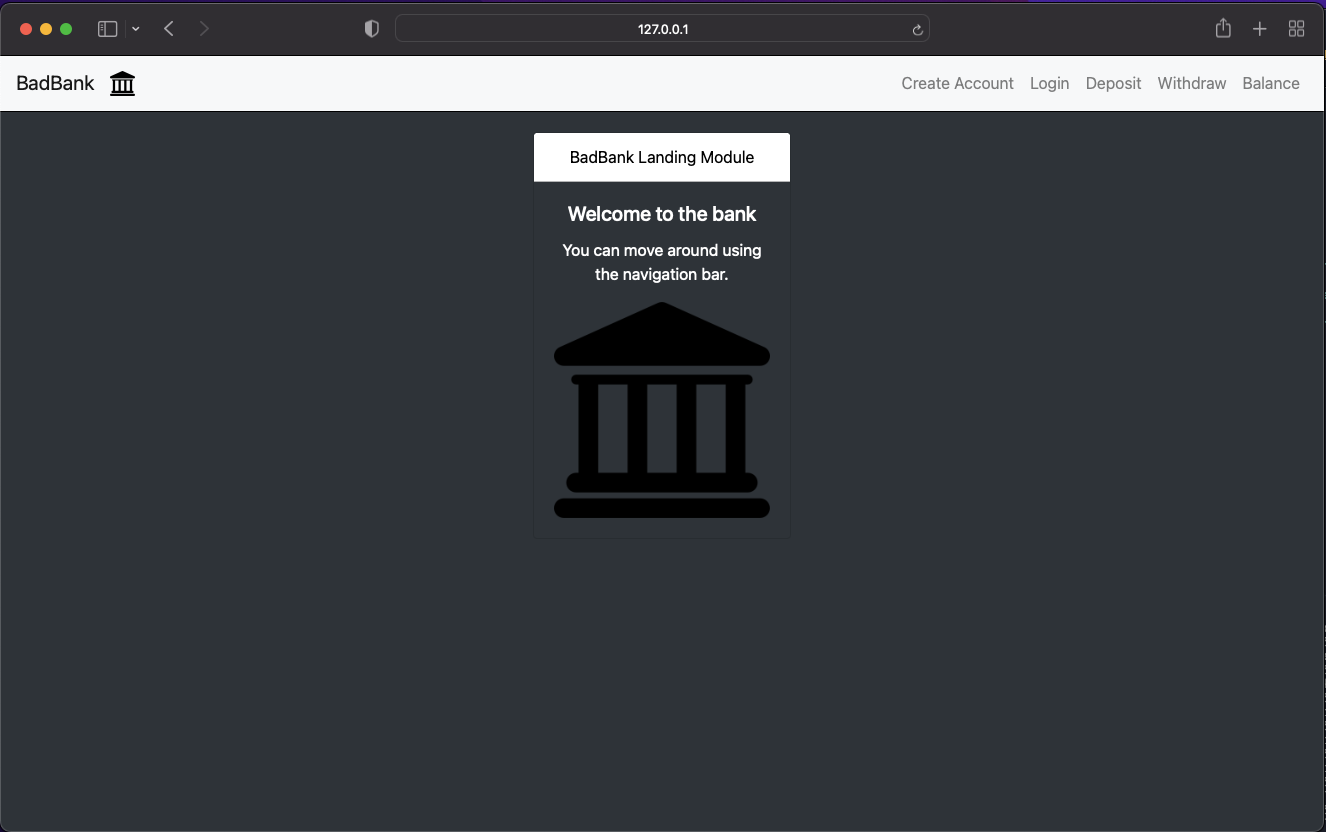 127.0.0.1
BadBank
Create Account Login Deposit Withdraw Balance
BadBank Landing Module
Welcome to the bank
You can move around using
the navigation bar.